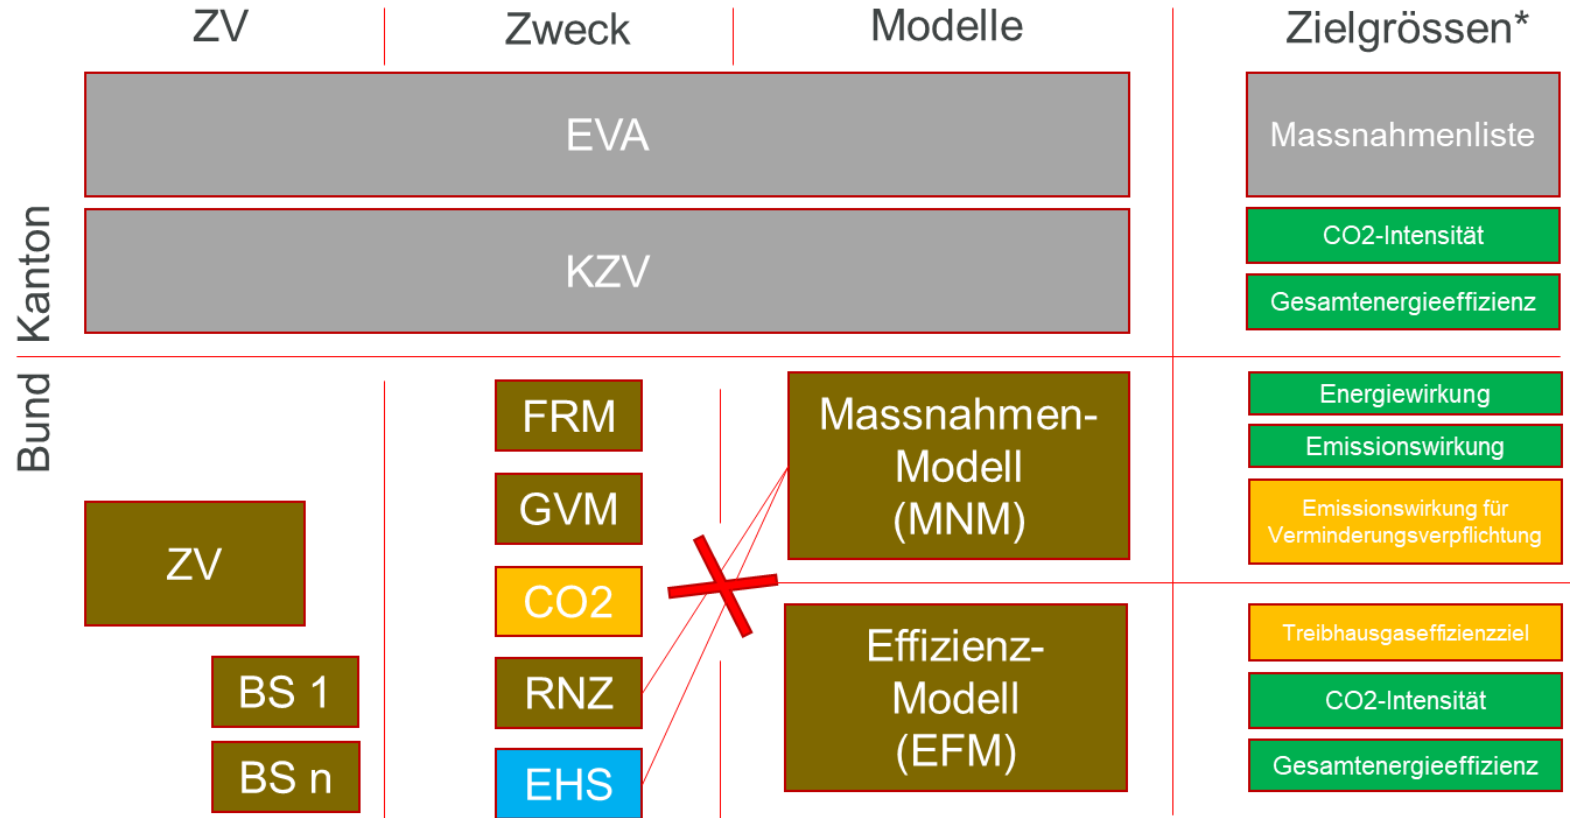 ZV
Zweck
Modelle
Zielgrössen*
Kanton
EVA
Massnahmenliste
KZV
CO2-Intensität
Gesamtenergieeffizienz
Bund
ZV
BS 1
BS n
FRM
GVM
CO2
RNZ
EHS
Massnahmen-
Modell
(MNM)
Energiewirkung
Emissionswirkung
Emissionswirkung für
Verminderungsverpflichtung
Effizienz-
Modell
(EFM)
Treibhausgaseffizienzziel
CO2-Intensität
Gesamtenergieeffizienz